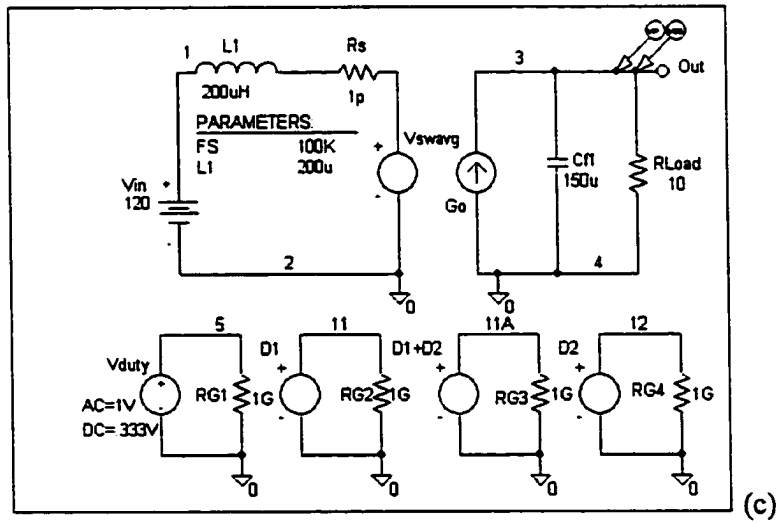 1 L1 Rs 3 Out
200uH 1p
PARAMETERS:
FS 100K
L1 200u
Vswavg
+
-
Vin +
120
-
Go
Cf1
150u
RLoad
10
2 4
0 0
5 11 11A 12
Vduty D1 + D1+D2 + D2 +
+
-
AC=1V
DC=.333V
RG1 1G RG2 1G RG3 1G RG4 1G
- - -
0 0 0 0
(c)